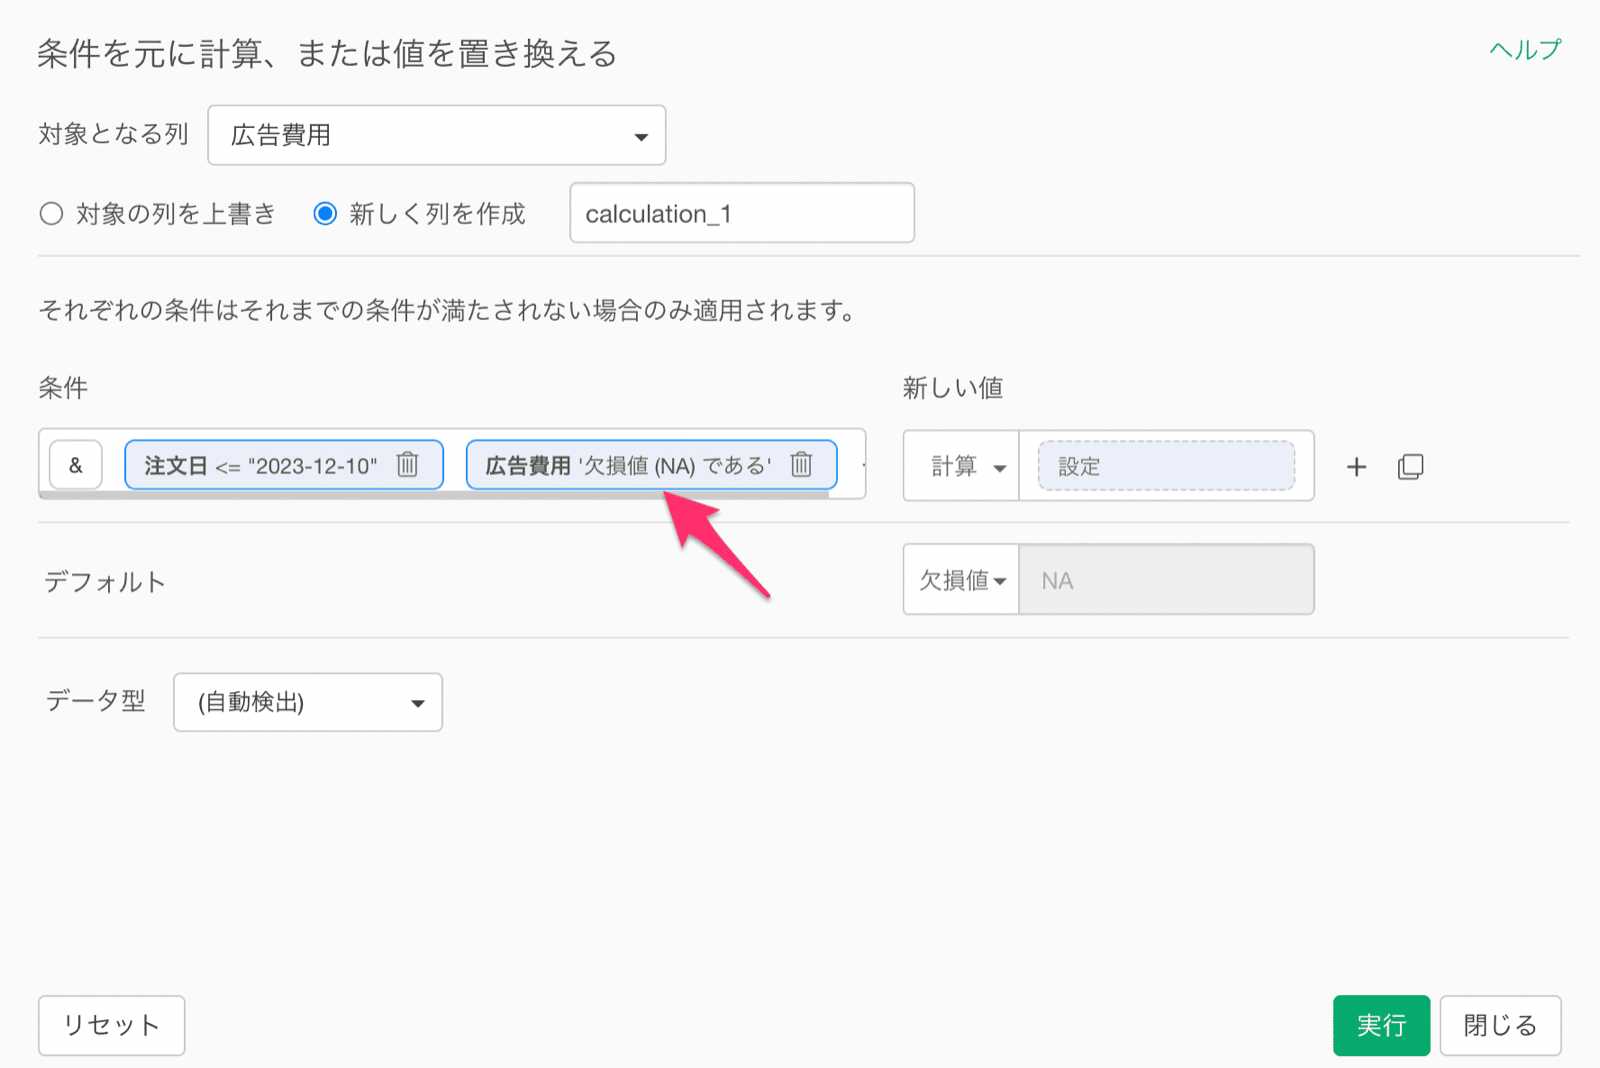 条件を元に計算、または値を置き換える
ヘルプ
対象となる列 広告費用
対象の列を上書き 新しく列を作成 calculation_1
それぞれの条件はそれまでの条件が満たされない場合のみ適用されます。
条件 新しい値
& 注文日 <= "2023-12-10" 広告費用 '欠損値 (NA) である' 計算 設定 +
デフォルト 欠損値 NA
データ型 (自動検出)
リセット 実行 閉じる